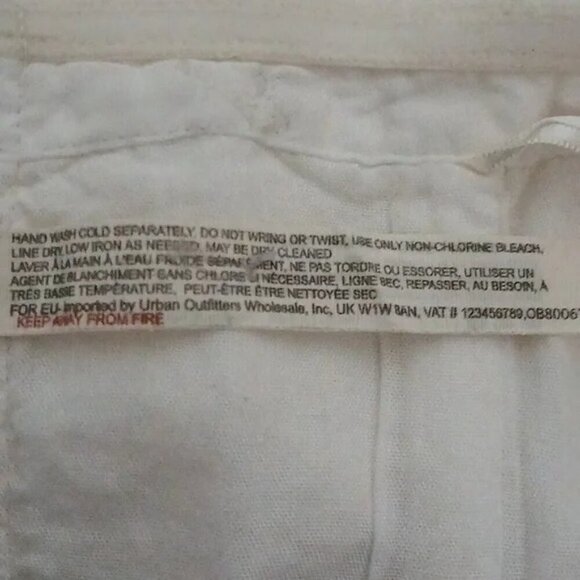 HAND WASH COLD SEPARATELY. DO NOT WRING OR TWIST, USE ONLY NON-CHLORINE BLEACH,
LINE DRY, LOW IRON AS NEEDED, MAY BE DRY CLEANED
LAVER À LA MAIN À L'EAU FROIDE SÉPARÉMENT, NE PAS TORDRE OU ESSORER, UTILISER UN
AGENT DE BLANCHIMENT SANS CHLORE SI NÉCESSAIRE, LIGNE SEC, REPASSER, AU BESOIN, À
TRÈS BASSE TEMPÉRATURE, PEUT-ÊTRE ÊTRE NETTOYÉE SEC
FOR EU-imported by Urban Outfitters Wholesale, Inc, UK W1W 8AN, VAT # 123456789,OB8006
KEEP AWAY FROM FIRE